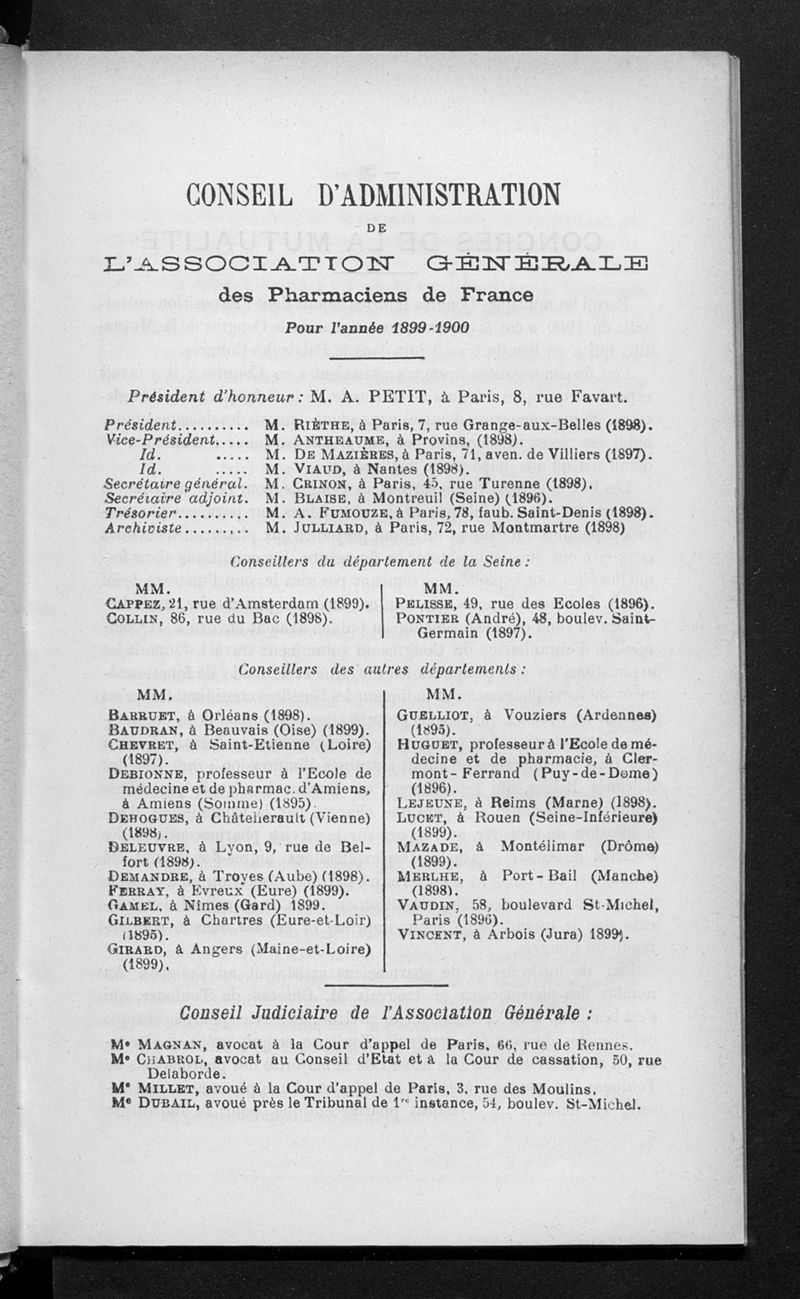 CONSEIL D'ADMINISTRATION
DE
L'ASSOCIATION GÉNÉRALE
des Pharmaciens de France
Pour l'année 1899-1900
Président d'honneur : M. A. PETIT, à Paris, 8, rue Favart.
Président.......... M. RIÈTHE, à Paris, 7, rue Grange-aux-Belles (1898).
Vice-Président..... M. ANTHEAUME, à Provins, (1898).
Id. ..... M. DE MAZIÈRES, à Paris, 71, aven. de Villiers (1897).
Id. ..... M. VIAUD, à Nantes (1898).
Secrétaire général. M. CRINON, à Paris, 45, rue Turenne (1898).
Secrétaire adjoint. M. BLAISE, à Montreuil (Seine) (1896).
Trésorier.......... M. A. FUMOUZE, à Paris, 78, faub. Saint-Denis (1898).
Archiviste......... M. JULLIARD, à Paris, 72, rue Montmartre (1898)
Conseillers du département de la Seine :
MM.
CAPPEZ, 21, rue d'Amsterdam (1899).
COLLIN, 86, rue du Bac (1898).
MM.
PELISSE, 49, rue des Ecoles (1896).
PONTIER (André), 48, boulev. Saint-
Germain (1897).
Conseillers des autres départements :
MM.
BARRUET, à Orléans (1898).
BAUDRAN, à Beauvais (Oise) (1899).
CHEVRET, à Saint-Etienne (Loire)
(1897).
DEBIONNE, professeur à l'Ecole de
médecine et de pharmac. d'Amiens,
à Amiens (Somme) (1895).
DEHOGUES, à Châtellerault (Vienne)
(1898).
DELEUVRE, à Lyon, 9, rue de Bel-
fort (1898).
DEMANDRE, à Troyes (Aube) (1898).
FERRAY, à Evreux (Eure) (1899).
GAMEL, à Nîmes (Gard) 1899.
GILBERT, à Chartres (Eure-et-Loir)
(1895).
GIRARD, à Angers (Maine-et-Loire)
(1899).
MM.
GUELLIOT, à Vouziers (Ardennes)
(1895).
HUGUET, professeur à l'Ecole de mé-
decine et de pharmacie, à Cler-
mont-Ferrand (Puy-de-Dome)
(1896).
LEJEUNE, à Reims (Marne) (1898).
LUCET, à Rouen (Seine-Inférieure)
(1899).
MAZADE, à Montélimar (Drôme)
(1899).
MERLHE, à Port-Bail (Manche)
(1898).
VAUDIN, 58, boulevard St-Michel,
Paris (1896).
VINCENT, à Arbois (Jura) 1899).
Conseil Judiciaire de l'Association Générale :
Me MAGNAN, avocat à la Cour d'appel de Paris, 66, rue de Rennes.
Me CHABROL, avocat au Conseil d'Etat et à la Cour de cassation, 50, rue
Delaborde.
Me MILLET, avoué à la Cour d'appel de Paris, 3, rue des Moulins.
Me DUBAIL, avoué près le Tribunal de 1re instance, 54, boulev. St-Michel.